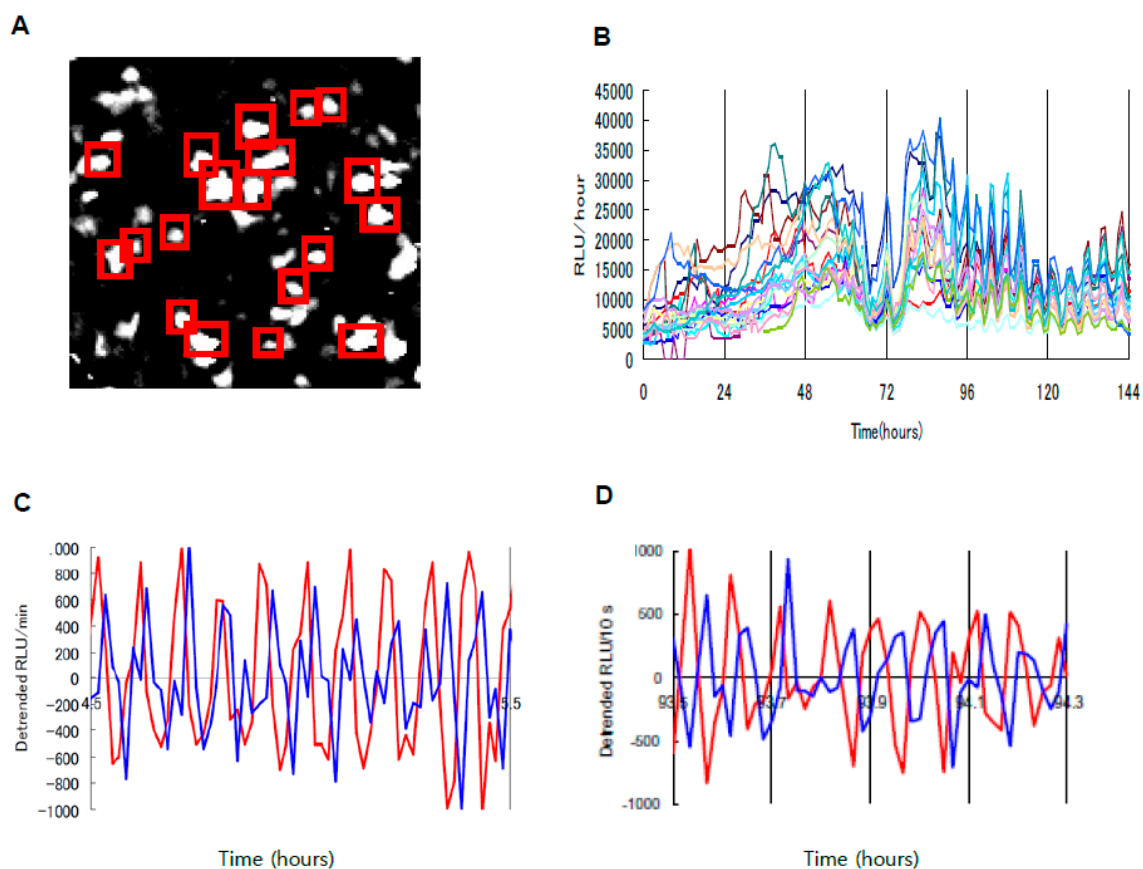 A
B
45000
40000
35000
30000
25000
20000
15000
10000
5000
0
RLU/hour
0 24 48 72 96 120 144
Time(hours)
C
.000
800
600
400
200
0
-200
-400
-600
-800
-1000
Detrended RLU/min
4.5 5.5
Time (hours)
D
1000
500
0
-500
-1000
Detrended RLU/10 s
93.5 93.7 93.9 94.1 94.3
Time (hours)